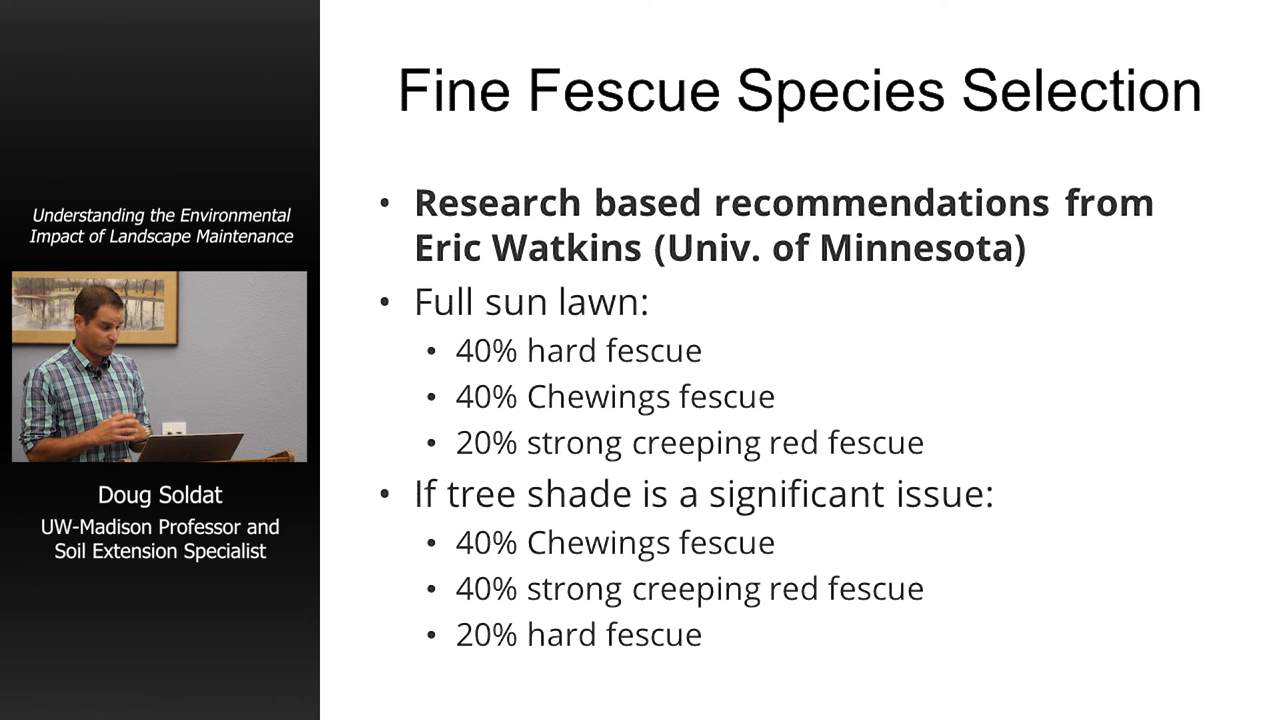 Understanding the Environmental
Impact of Landscape Maintenance
Doug Soldat
UW-Madison Professor and
Soil Extension Specialist
Fine Fescue Species Selection
• Research based recommendations from
Eric Watkins (Univ. of Minnesota)
• Full sun lawn:
• 40% hard fescue
• 40% Chewings fescue
• 20% strong creeping red fescue
• If tree shade is a significant issue:
• 40% Chewings fescue
• 40% strong creeping red fescue
• 20% hard fescue